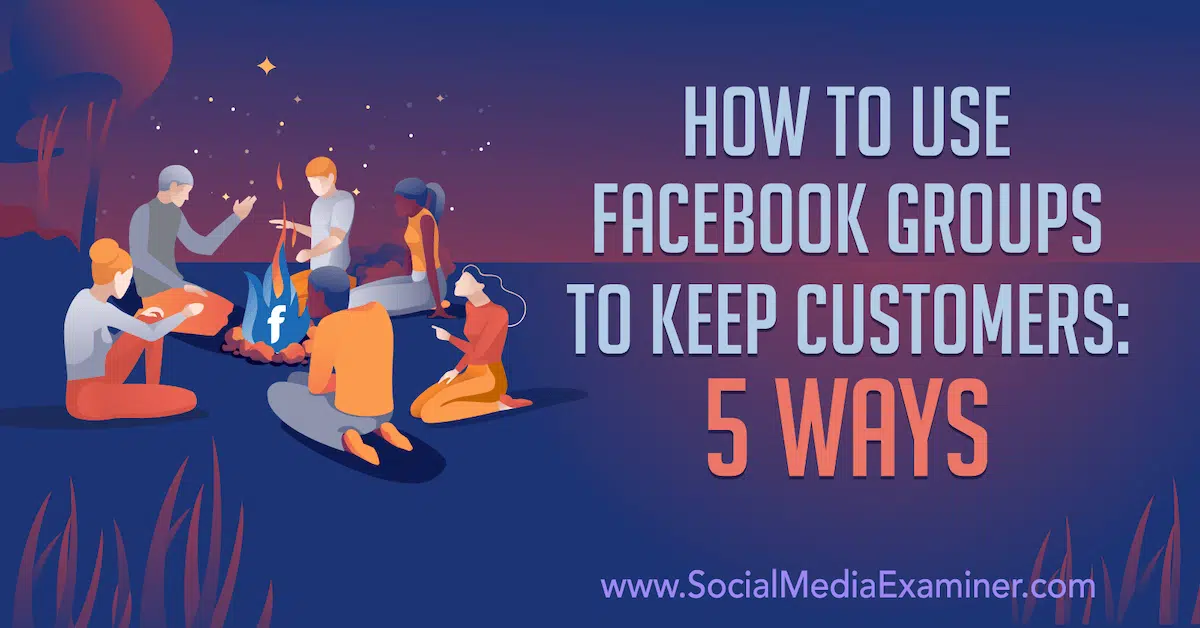 HOW TO USE
FACEBOOK GROUPS
TO KEEP CUSTOMERS:
5 WAYS
f
www.SocialMediaExaminer.com